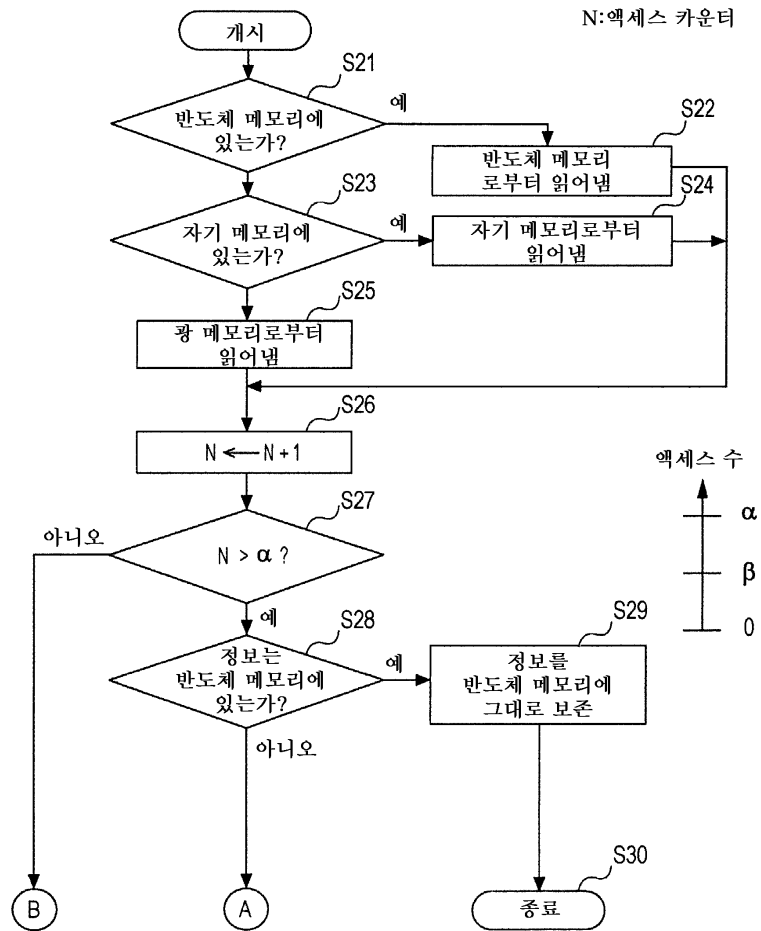 N:액세스 카운터
개시
S21
반도체 메모리에
있는가?
예
S22
반도체 메모리
로부터 읽어냄
S23
자기 메모리에
있는가?
예
S24
자기 메모리로부터
읽어냄
S25
광 메모리로부터
읽어냄
S26
N ← N + 1
액세스 수
α
β
0
S27
N > α ?
아니오
예
S28
정보는
반도체 메모리에
있는가?
예
아니오
S29
정보를
반도체 메모리에
그대로 보존
S30
종료
B
A